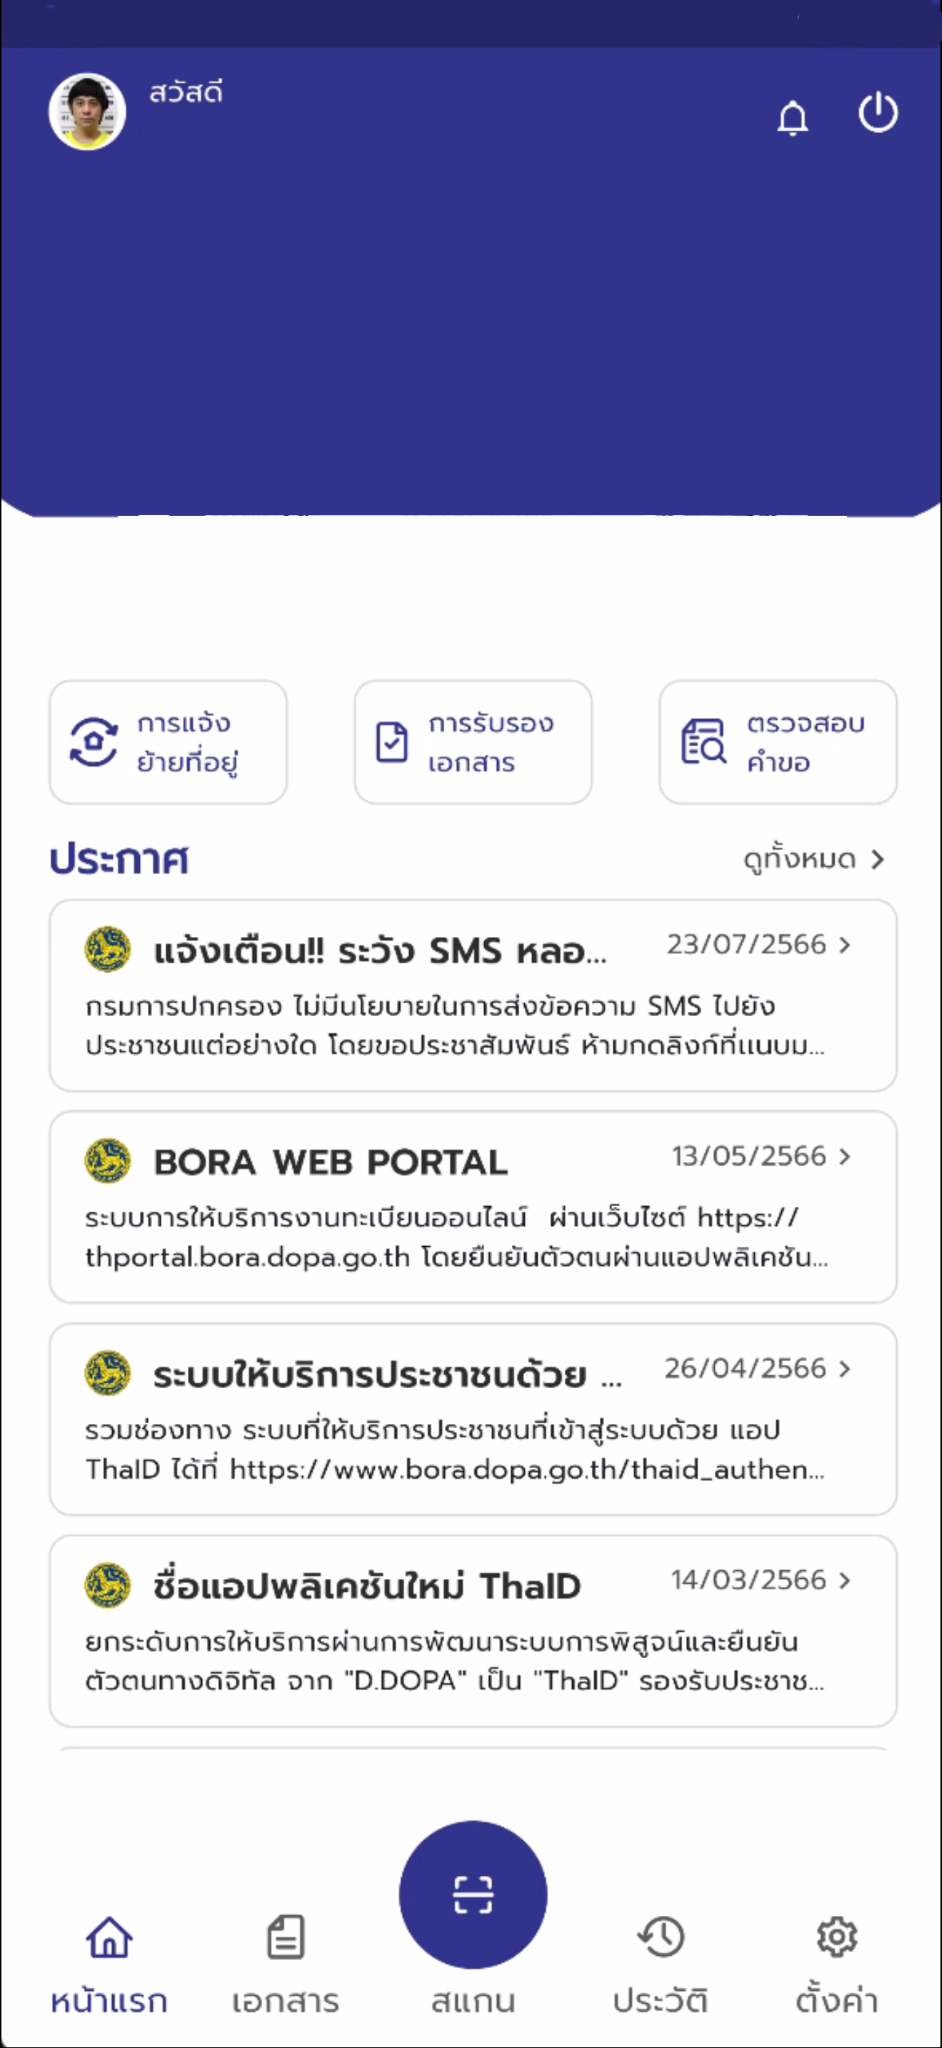 สวัสดี
การแจ้ง
ย้ายที่อยู่
การรับรอง
เอกสาร
ตรวจสอบ
คำขอ
ประกาศ
ดูทั้งหมด
แจ้งเตือน!! ระวัง SMS หลอ... 23/07/2566
กรมการปกครอง ไม่มีนโยบายในการส่งข้อความ SMS ไปยัง
ประชาชนแต่อย่างใด โดยขอประชาสัมพันธ์ ห้ามกดลิงก์ที่แนบม...
BORA WEB PORTAL 13/05/2566
ระบบการให้บริการงานทะเบียนออนไลน์ ผ่านเว็บไซต์ https://
thportal.bora.dopa.go.th โดยยืนยันตัวตนผ่านแอปพลิเคชัน...
ระบบให้บริการประชาชนด้วย ... 26/04/2566
รวมช่องทาง ระบบที่ให้บริการประชาชนที่เข้าสู่ระบบด้วย แอป
ThaID ได้ที่ https://www.bora.dopa.go.th/thaid_authen...
ชื่อแอปพลิเคชันใหม่ ThaID 14/03/2566
ยกระดับการให้บริการผ่านการพัฒนาระบบการพิสูจน์และยืนยัน
ตัวตนทางดิจิทัล จาก "D.DOPA" เป็น "ThaID" รองรับประชาช...
หน้าแรก
เอกสาร
สแกน
ประวัติ
ตั้งค่า